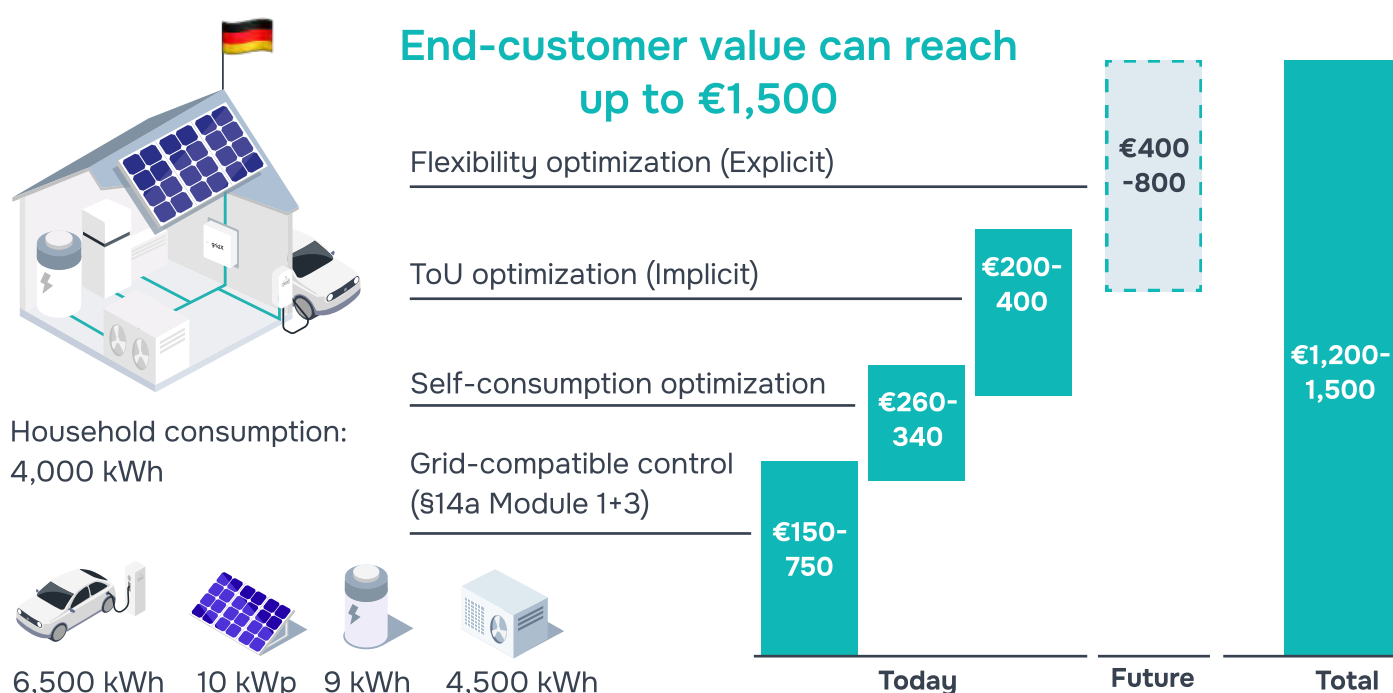 End-customer value can reach
up to €1,500
Flexibility optimization (Explicit)
€400
-800
ToU optimization (Implicit)
€200-
400
Self-consumption optimization
€260-
340
Grid-compatible control
(§14a Module 1+3)
€150-
750
€1,200-
1,500
gridX
Household consumption:
4,000 kWh
6,500 kWh
10 kWp
9 kWh
4,500 kWh
Today
Future
Total